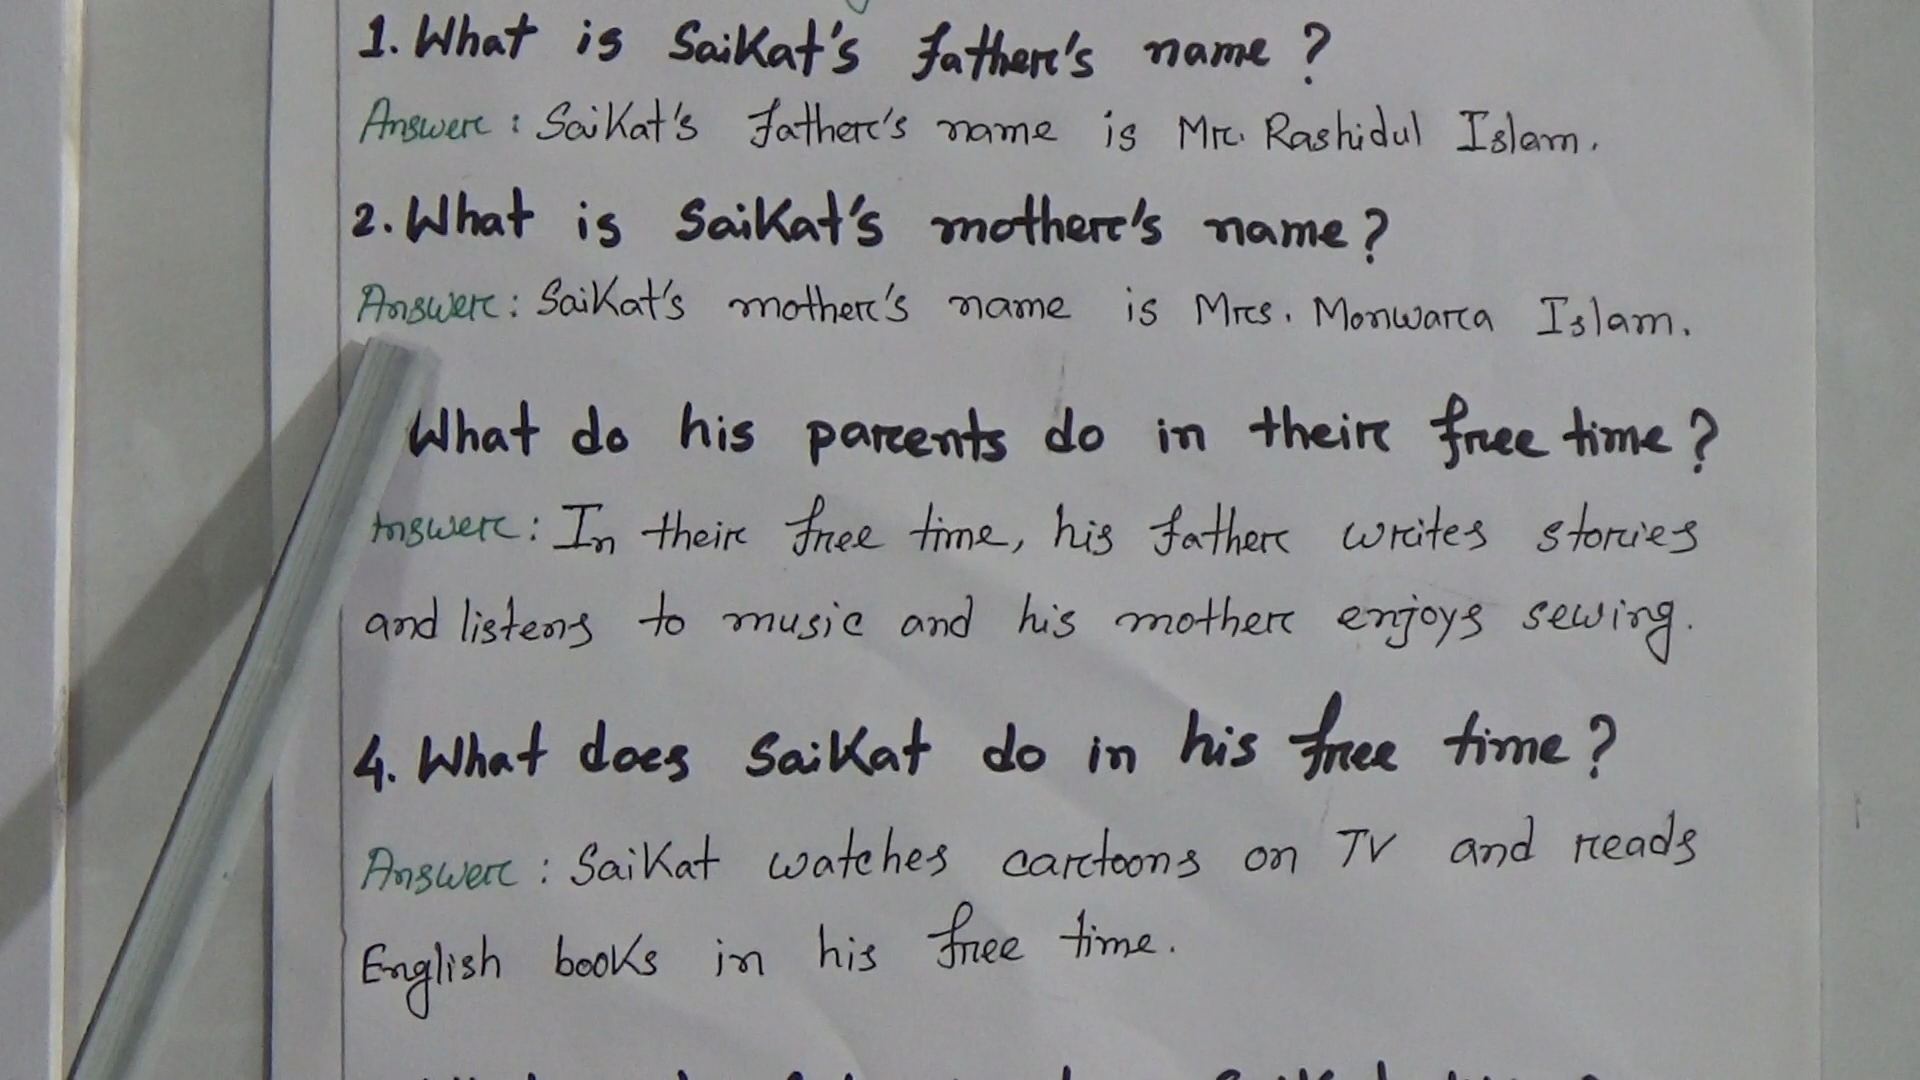 1. What is Saikat's father's name?
Answer: Saikat's father's name is Mr. Rashidul Islam.
2. What is Saikat's mother's name?
Answer: Saikat's mother's name is Mrs. Monwara Islam.
What do his parents do in their free time?
Answer: In their free time, his father writes stories
and listens to music and his mother enjoys sewing.
4. What does Saikat do in his free time?
Answer: Saikat watches cartoons on TV and reads
English books in his free time.